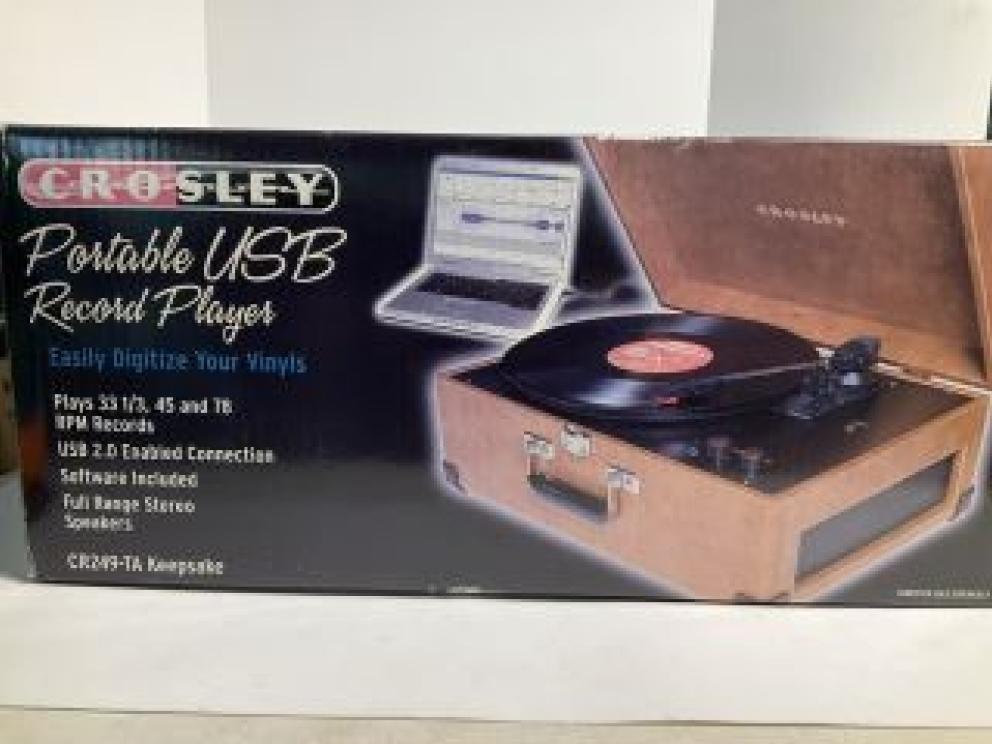 CROSLEY
Portable USB
Record Player
Easily Digitize Your Vinyls
Plays 33 1/3, 45 and 78
RPM Records
USB 2.0 Enabled Connection
Software Included
Full Range Stereo
Speakers
CR249-TA Keepsake
CROSLEY